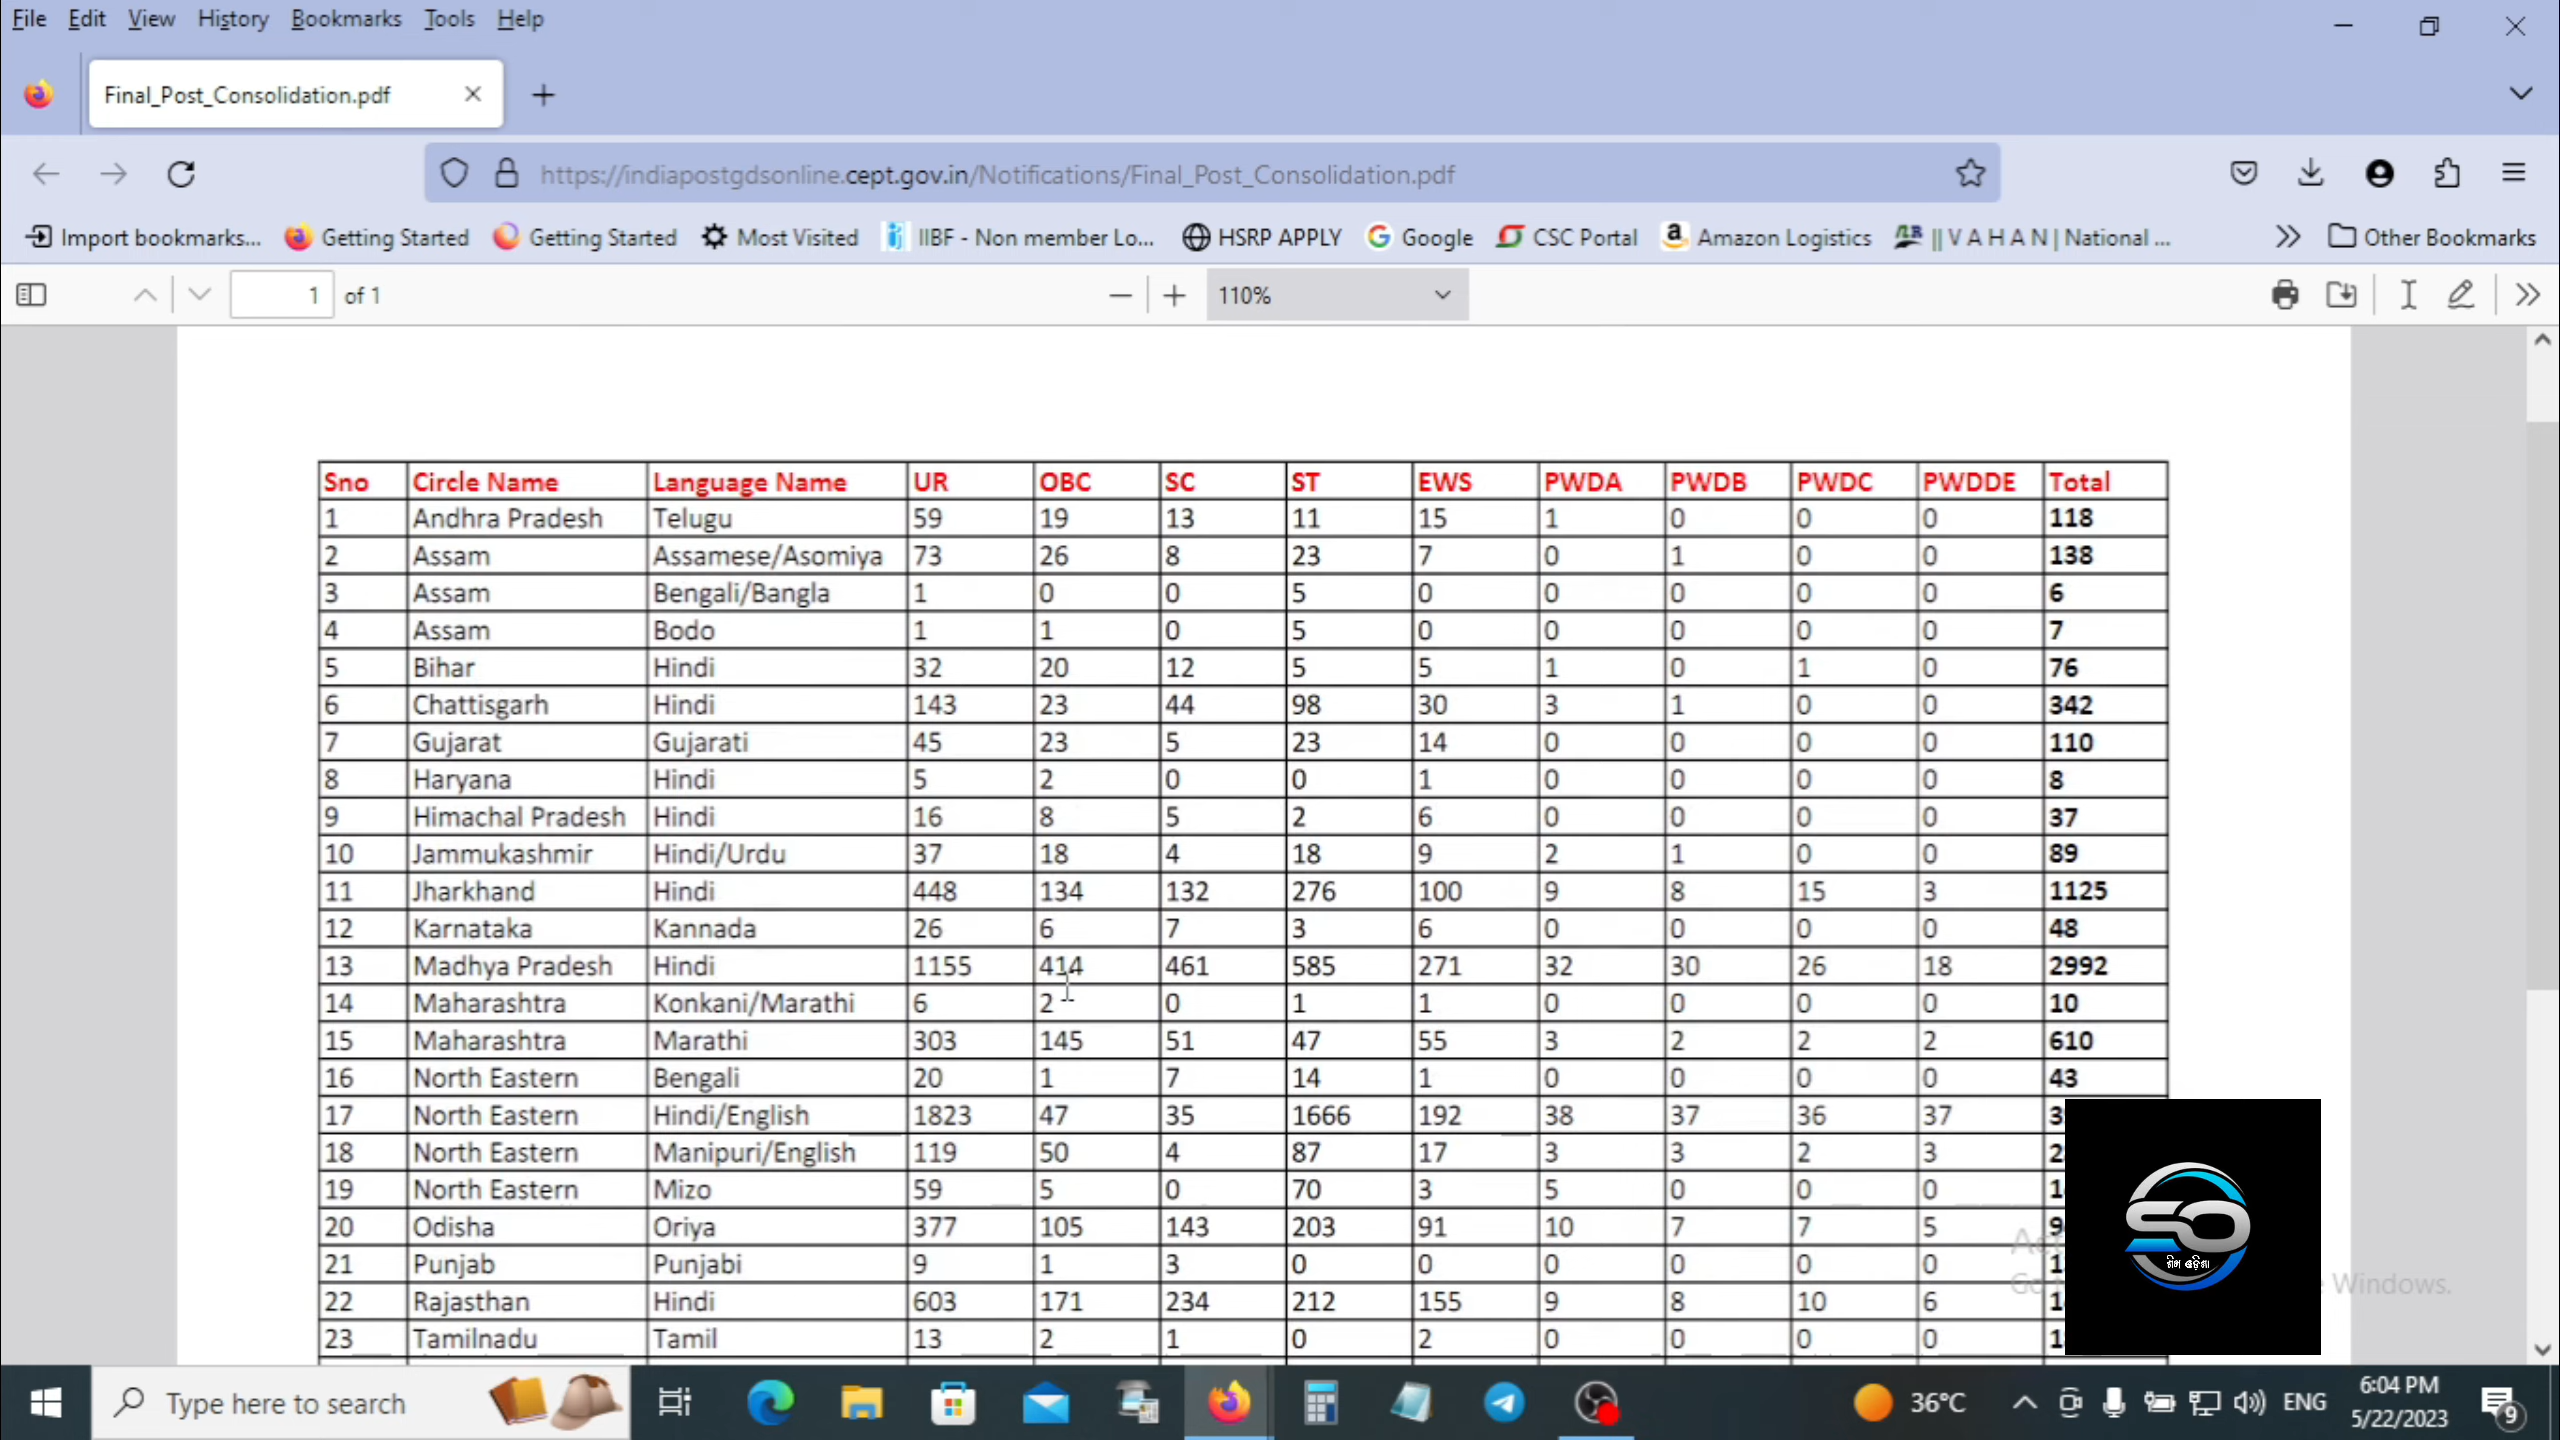 File Edit View History Bookmarks Tools Help
Final_Post_Consolidation.pdf
https://indiapostgdsonline.cept.gov.in/Notifications/Final_Post_Consolidation.pdf
Import bookmarks... Getting Started Getting Started Most Visited IIBF - Non member Lo... HSRP APPLY Google CSC Portal Amazon Logistics || V A H A N | National ... Other Bookmarks
1 of 1 110%
Sno Circle Name Language Name UR OBC SC ST EWS PWDA PWDB PWDC PWDDE Total
1 Andhra Pradesh Telugu 59 19 13 11 15 1 0 0 0 118
2 Assam Assamese/Asomiya 73 26 8 23 7 0 1 0 0 138
3 Assam Bengali/Bangla 1 0 0 5 0 0 0 0 0 6
4 Assam Bodo 1 1 0 5 0 0 0 0 0 7
5 Bihar Hindi 32 20 12 5 5 1 0 1 0 76
6 Chattisgarh Hindi 143 23 44 98 30 3 1 0 0 342
7 Gujarat Gujarati 45 23 5 23 14 0 0 0 0 110
8 Haryana Hindi 5 2 0 0 1 0 0 0 0 8
9 Himachal Pradesh Hindi 16 8 5 2 6 0 0 0 0 37
10 Jammukashmir Hindi/Urdu 37 18 4 18 9 2 1 0 0 89
11 Jharkhand Hindi 448 134 132 276 100 9 8 15 3 1125
12 Karnataka Kannada 26 6 7 3 6 0 0 0 0 48
13 Madhya Pradesh Hindi 1155 414 461 585 271 32 30 26 18 2992
14 Maharashtra Konkani/Marathi 6 2 0 1 1 0 0 0 0 10
15 Maharashtra Marathi 303 145 51 47 55 3 2 2 2 610
16 North Eastern Bengali 20 1 7 14 1 0 0 0 0 43
17 North Eastern Hindi/English 1823 47 35 1666 192 38 37 36 37
18 North Eastern Manipuri/English 119 50 4 87 17 3 3 2 3
19 North Eastern Mizo 59 5 0 70 3 5 0 0 0
20 Odisha Oriya 377 105 143 203 91 10 7 7 5
21 Punjab Punjabi 9 1 3 0 0 0 0 0 0
22 Rajasthan Hindi 603 171 234 212 155 9 8 10 6
23 Tamilnadu Tamil 13 2 1 0 2 0 0 0 0
SO
Windows.
Type here to search 36°C ENG 6:04 PM
5/22/2023 9